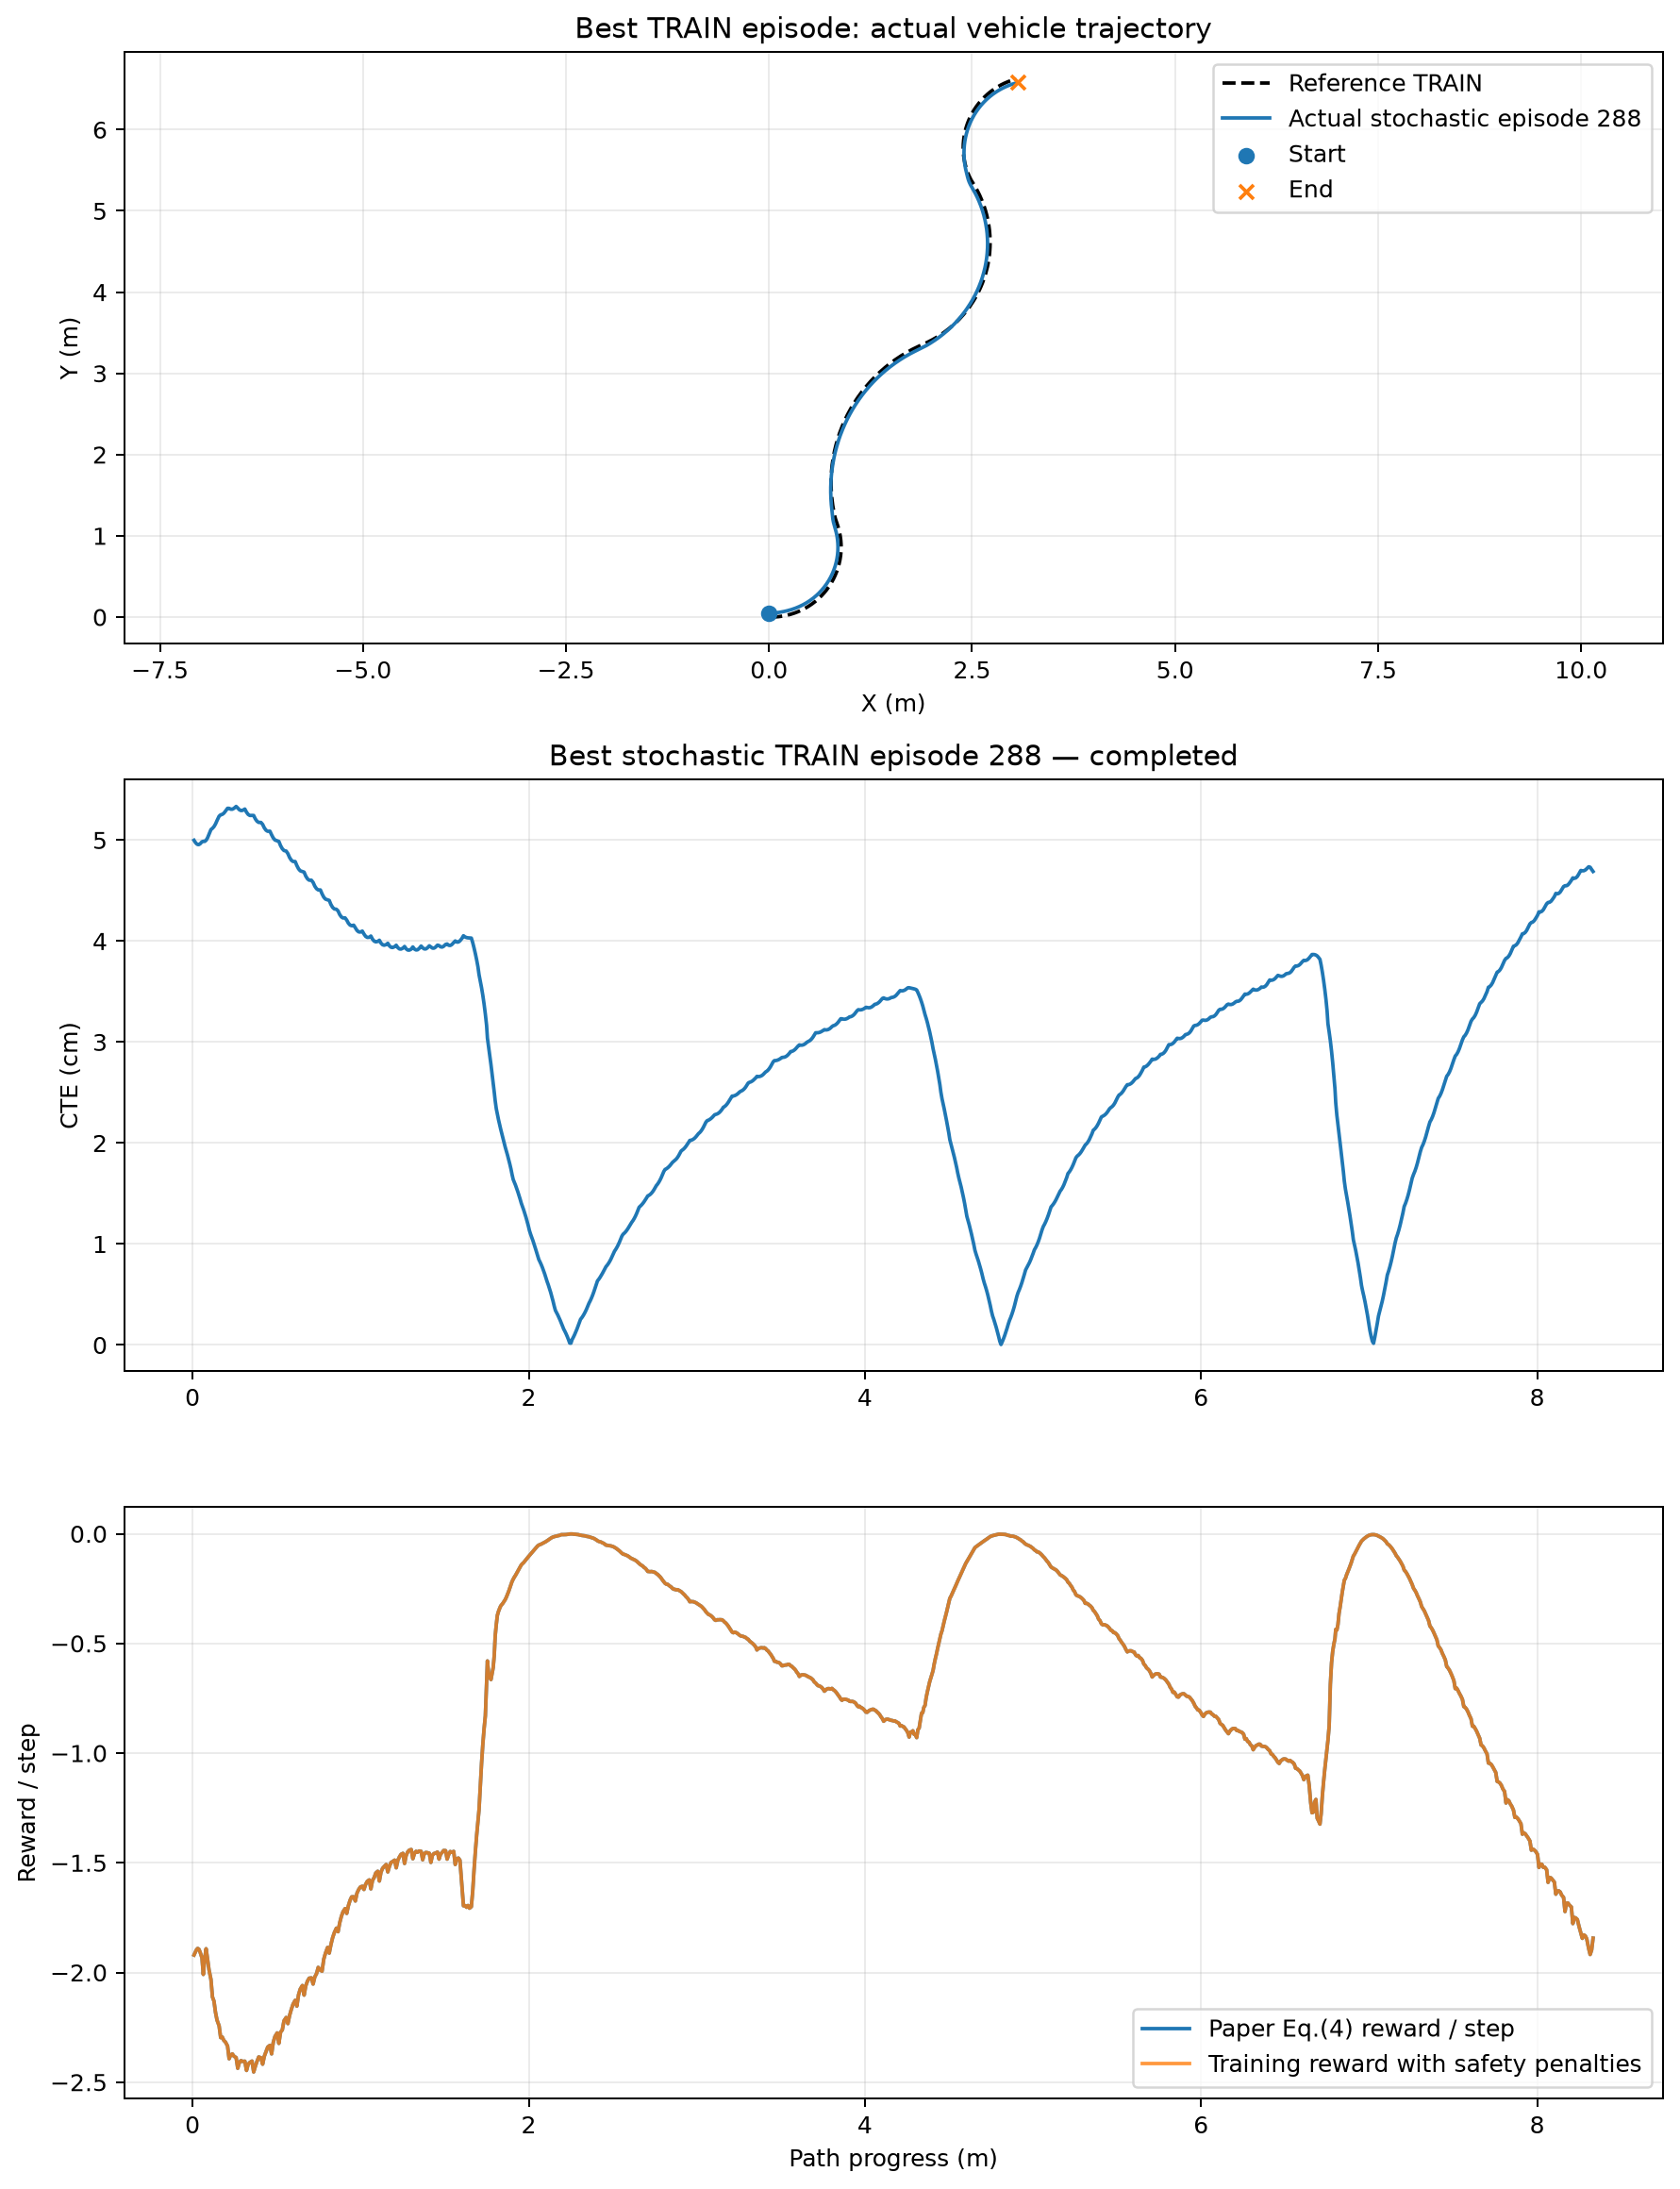 Best TRAIN episode: actual vehicle trajectory
Reference TRAIN
Actual stochastic episode 288
Start
End
6
5
4
3
2
1
0
Y (m)
−7.5
−5.0
−2.5
0.0
2.5
5.0
7.5
10.0
X (m)
Best stochastic TRAIN episode 288 — completed
5
4
3
2
1
0
CTE (cm)
0
2
4
6
8
0.0
−0.5
−1.0
−1.5
−2.0
−2.5
Reward / step
Paper Eq.(4) reward / step
Training reward with safety penalties
0
2
4
6
8
Path progress (m)